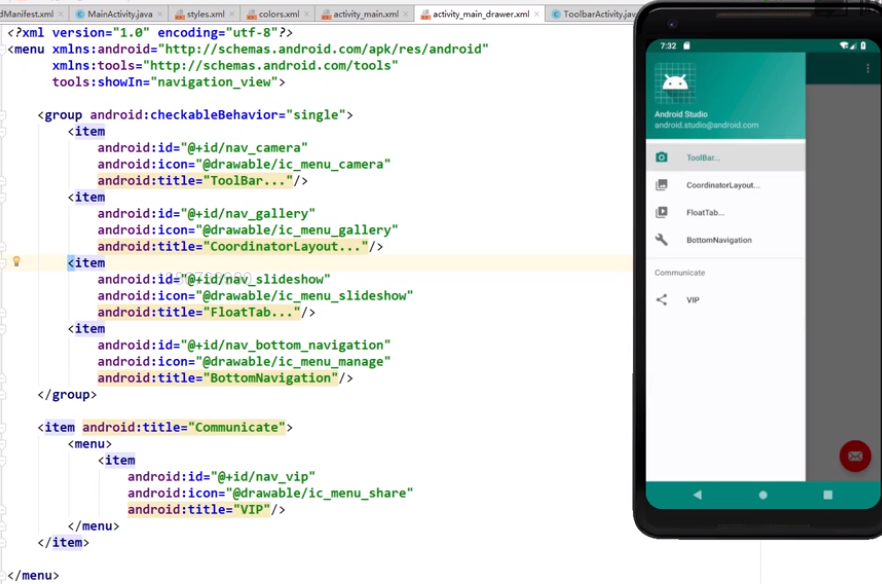 dManifest.xml MainActivity.java styles.xml colors.xml activity_main.xml activity_main_drawer.xml ToolbarActivity.jav
<?xml version="1.0" encoding="utf-8"?>
<menu xmlns:android="http://schemas.android.com/apk/res/android"
xmlns:tools="http://schemas.android.com/tools"
tools:showIn="navigation_view">
<group android:checkableBehavior="single">
<item
android:id="@+id/nav_camera"
android:icon="@drawable/ic_menu_camera"
android:title="ToolBar..."/>
<item
android:id="@+id/nav_gallery"
android:icon="@drawable/ic_menu_gallery"
android:title="CoordinatorLayout..."/>
<item
android:id="@+id/nav_slideshow"
android:icon="@drawable/ic_menu_slideshow"
android:title="FloatTab..."/>
<item
android:id="@+id/nav_bottom_navigation"
android:icon="@drawable/ic_menu_manage"
android:title="BottomNavigation"/>
</group>
<item android:title="Communicate">
<menu>
<item
android:id="@+id/nav_vip"
android:icon="@drawable/ic_menu_share"
android:title="VIP"/>
</menu>
</item>
</menu>
7:32
Android Studio
android.studio@android.com
ToolBar...
CoordinatorLayout...
FloatTab...
BottomNavigation
Communicate
VIP